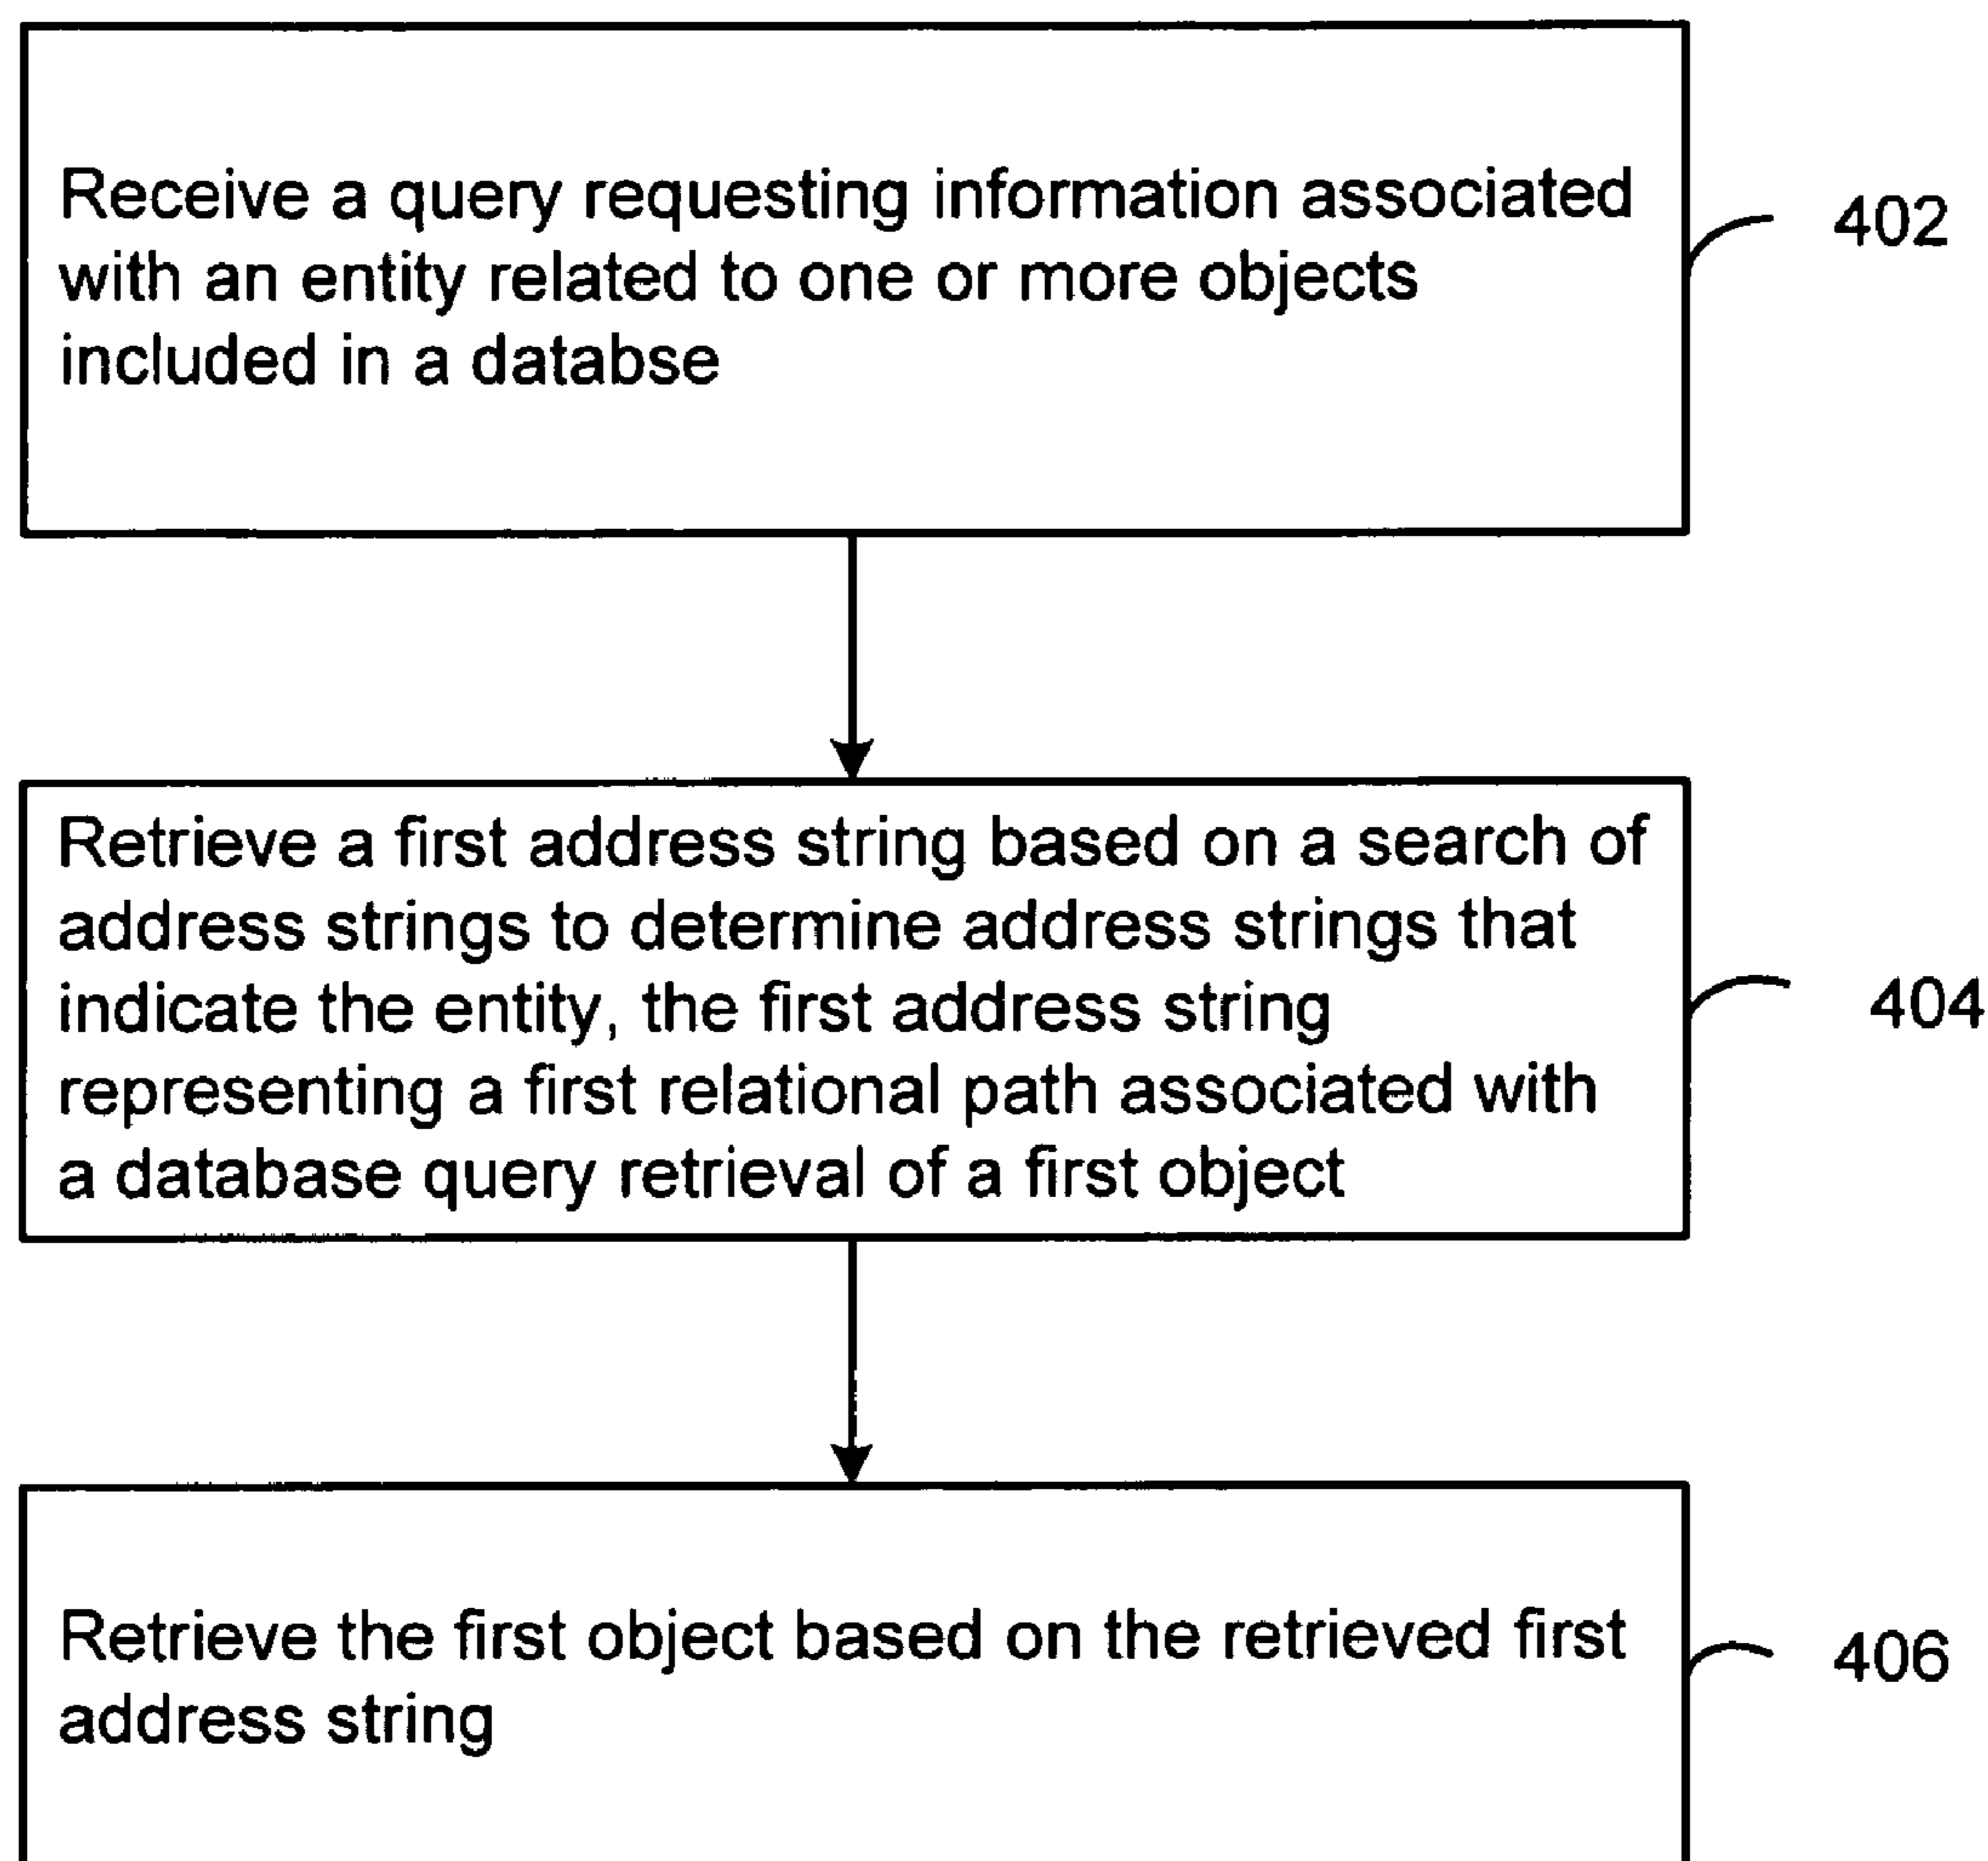 Receive a query requesting information associated
with an entity related to one or more objects
included in a databse
402
Retrieve a first address string based on a search of
address strings to determine address strings that
indicate the entity, the first address string
representing a first relational path associated with
a database query retrieval of a first object
404
Retrieve the first object based on the retrieved first
address string
406